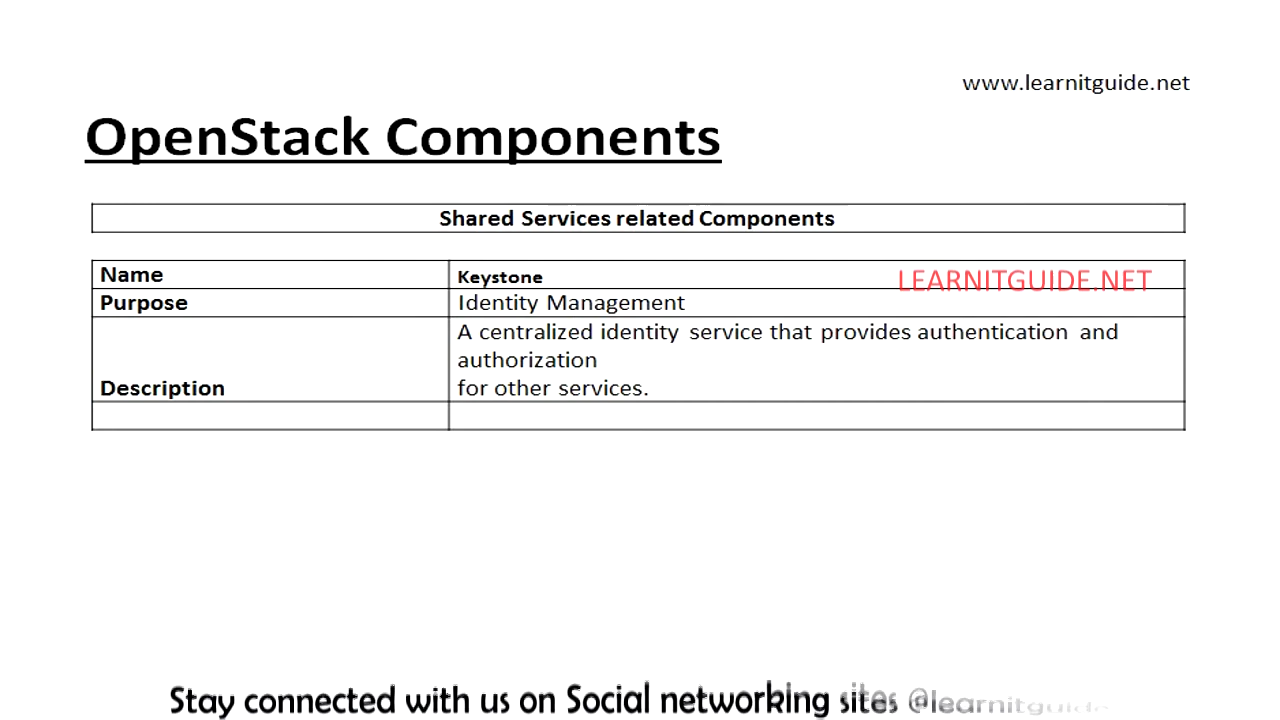 www.learnitguide.net
OpenStack Components
Shared Services related Components
Name Keystone LEARNITGUIDE.NET
Purpose Identity Management
A centralized identity service that provides authentication and
authorization
Description for other services.
Stay connected with us on Social networking sites @learnitguide